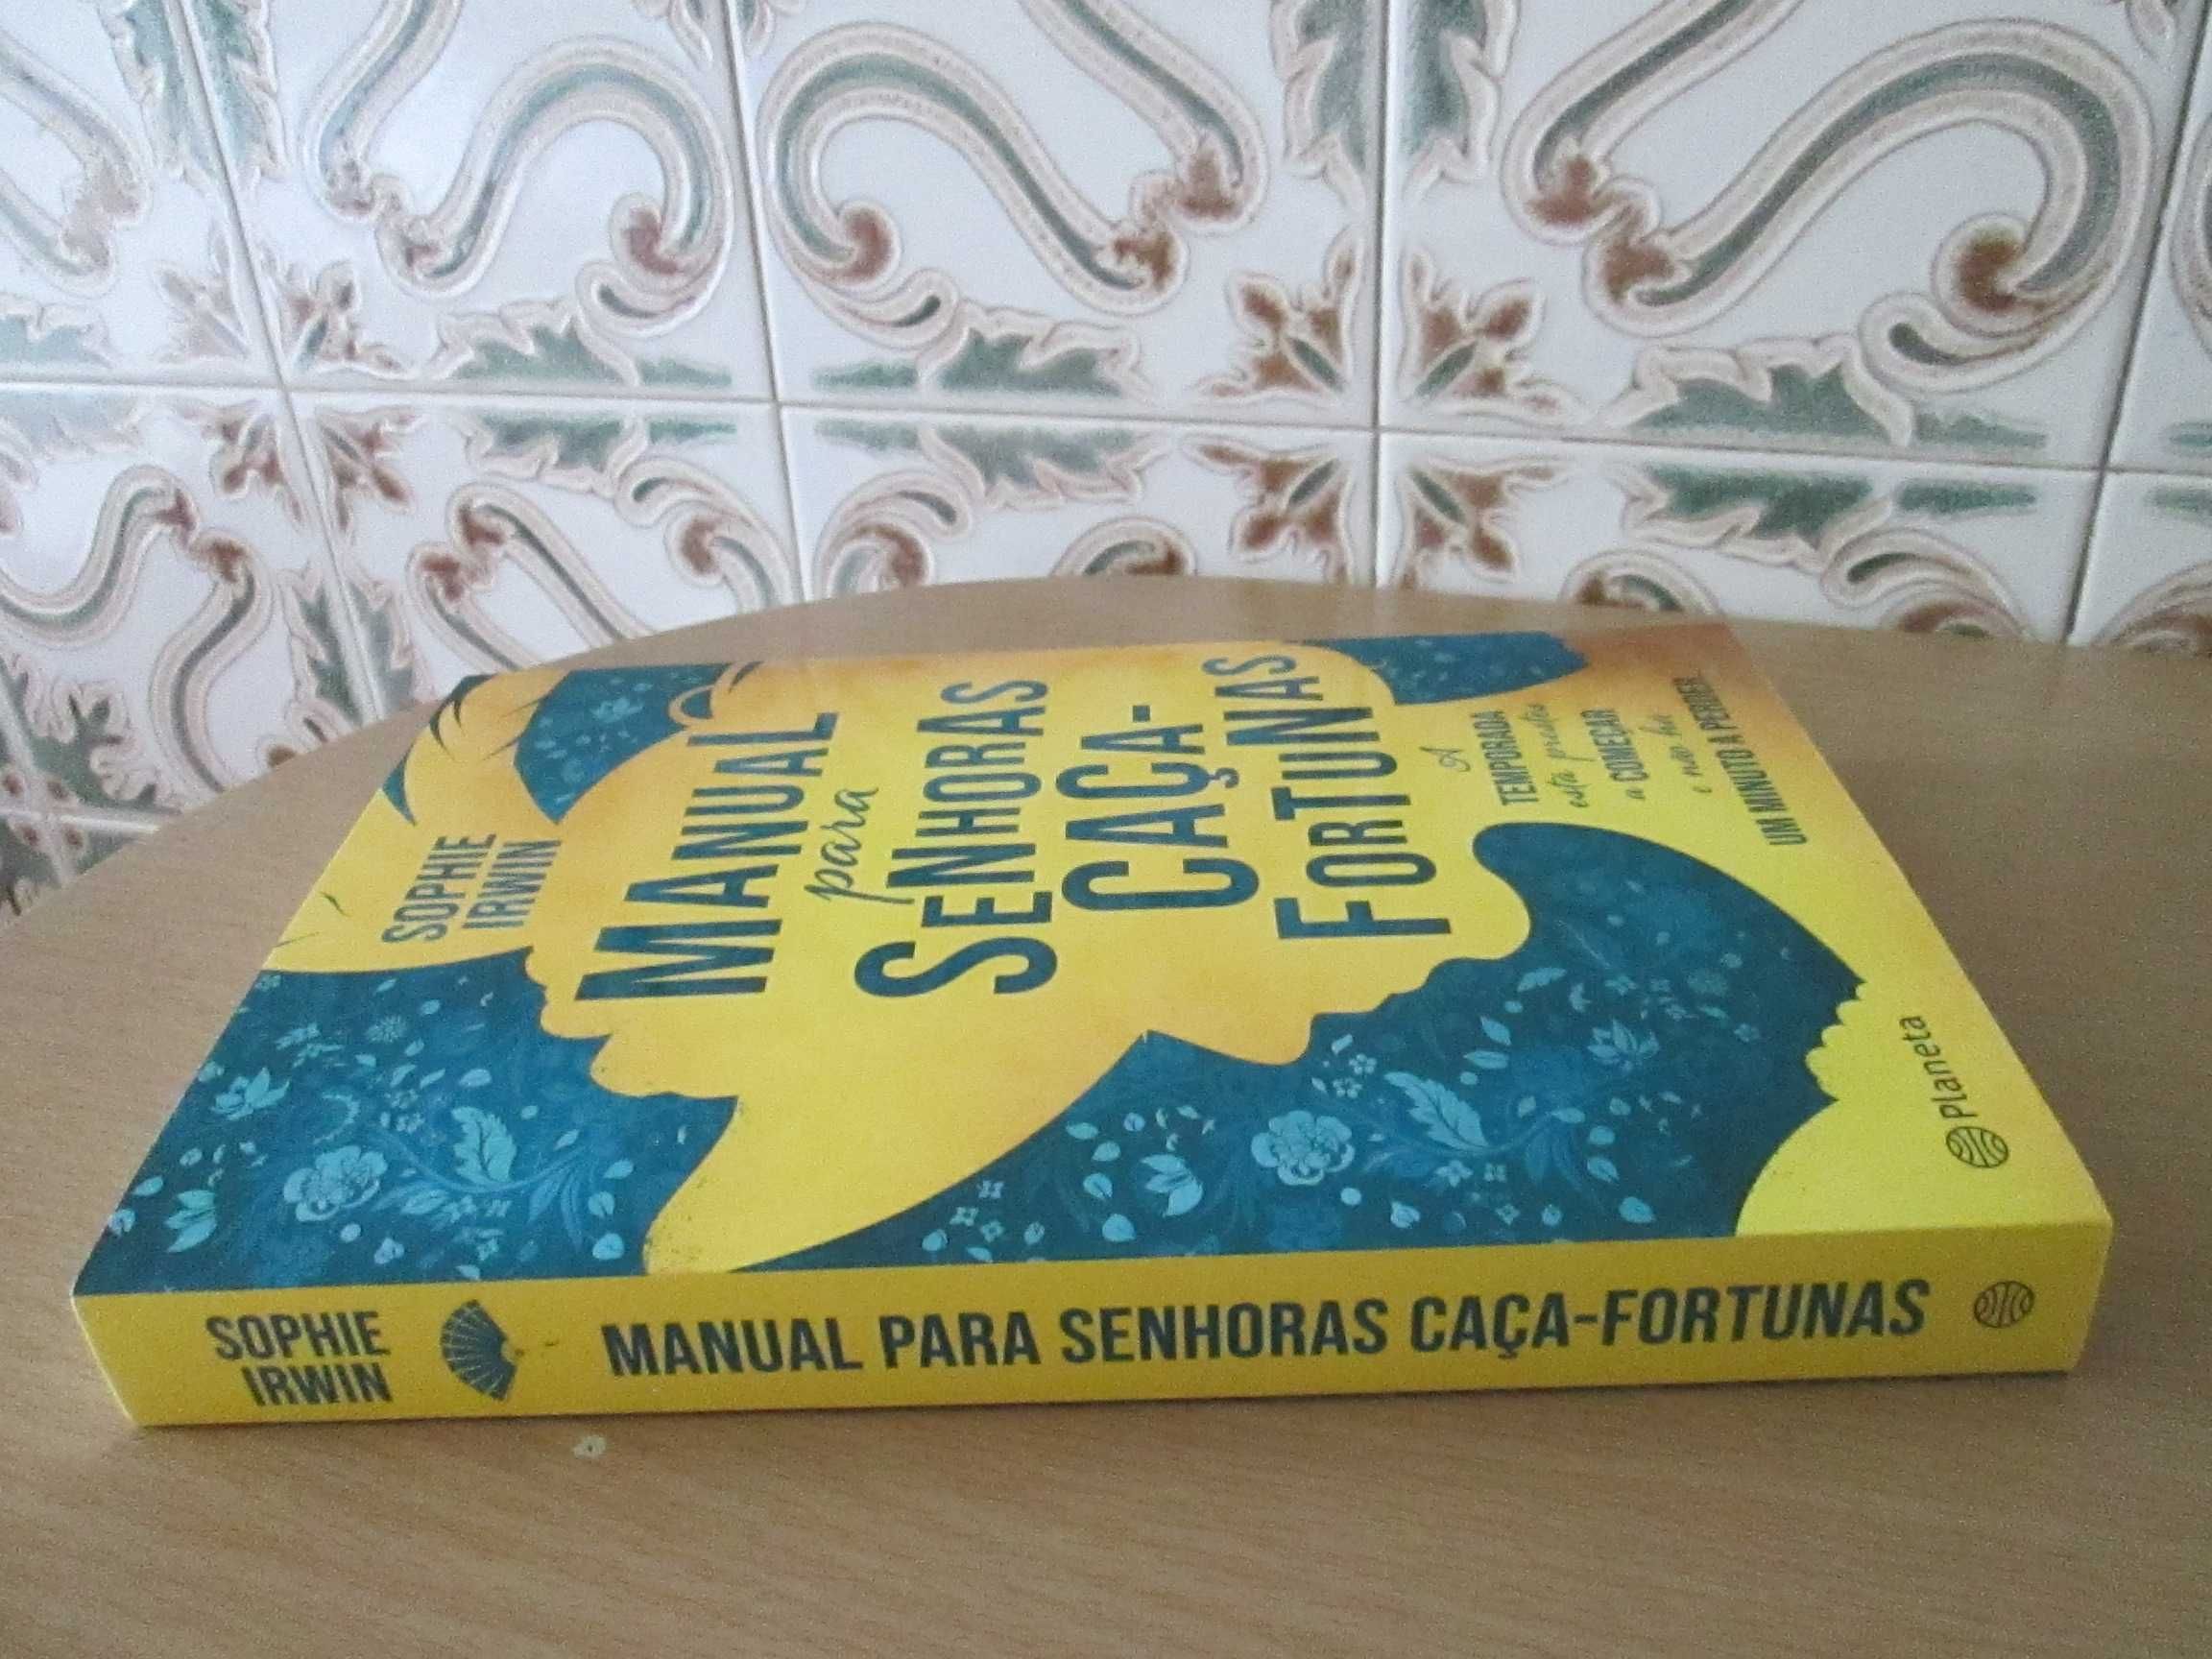 SOPHIE
IRWIN
MANUAL
para
SENHORAS
CAÇA-
FORTUNAS
A
TEMPORADA
está prestes
a COMEÇAR
e não há
UM MINUTO A PERDER
Planeta
SOPHIE
IRWIN
MANUAL PARA SENHORAS CAÇA-FORTUNAS